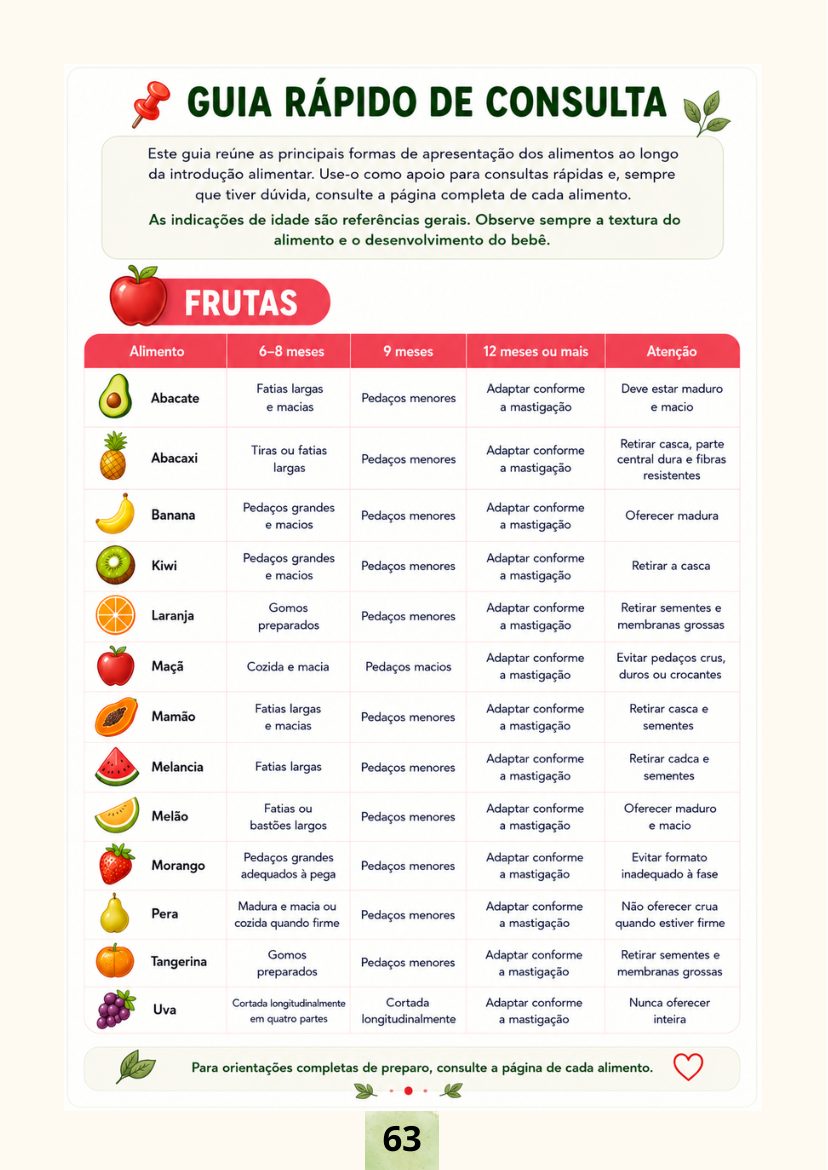 GUIA RÁPIDO DE CONSULTA
Este guia reúne as principais formas de apresentação dos alimentos ao longo
da introdução alimentar. Use-o como apoio para consultas rápidas e, sempre
que tiver dúvida, consulte a página completa de cada alimento.
As indicações de idade são referências gerais. Observe sempre a textura do
alimento e o desenvolvimento do bebê.
FRUTAS
Alimento 6–8 meses 9 meses 12 meses ou mais Atenção
Abacate Fatias largas e macias Pedaços menores Adaptar conforme a mastigação Deve estar maduro e macio
Abacaxi Tiras ou fatias largas Pedaços menores Adaptar conforme a mastigação Retirar casca, parte central dura e fibras resistentes
Banana Pedaços grandes e macios Pedaços menores Adaptar conforme a mastigação Oferecer madura
Kiwi Pedaços grandes e macios Pedaços menores Adaptar conforme a mastigação Retirar a casca
Laranja Gomos preparados Pedaços menores Adaptar conforme a mastigação Retirar sementes e membranas grossas
Maçã Cozida e macia Pedaços macios Adaptar conforme a mastigação Evitar pedaços crus, duros ou crocantes
Mamão Fatias largas e macias Pedaços menores Adaptar conforme a mastigação Retirar casca e sementes
Melancia Fatias largas Pedaços menores Adaptar conforme a mastigação Retirar cadca e sementes
Melão Fatias ou bastões largos Pedaços menores Adaptar conforme a mastigação Oferecer maduro e macio
Morango Pedaços grandes adequados à pega Pedaços menores Adaptar conforme a mastigação Evitar formato inadequado à fase
Pera Madura e macia ou cozida quando firme Pedaços menores Adaptar conforme a mastigação Não oferecer crua quando estiver firme
Tangerina Gomos preparados Pedaços menores Adaptar conforme a mastigação Retirar sementes e membranas grossas
Uva Cortada longitudinalmente em quatro partes Cortada longitudinalmente Adaptar conforme a mastigação Nunca oferecer inteira
Para orientações completas de preparo, consulte a página de cada alimento.
63